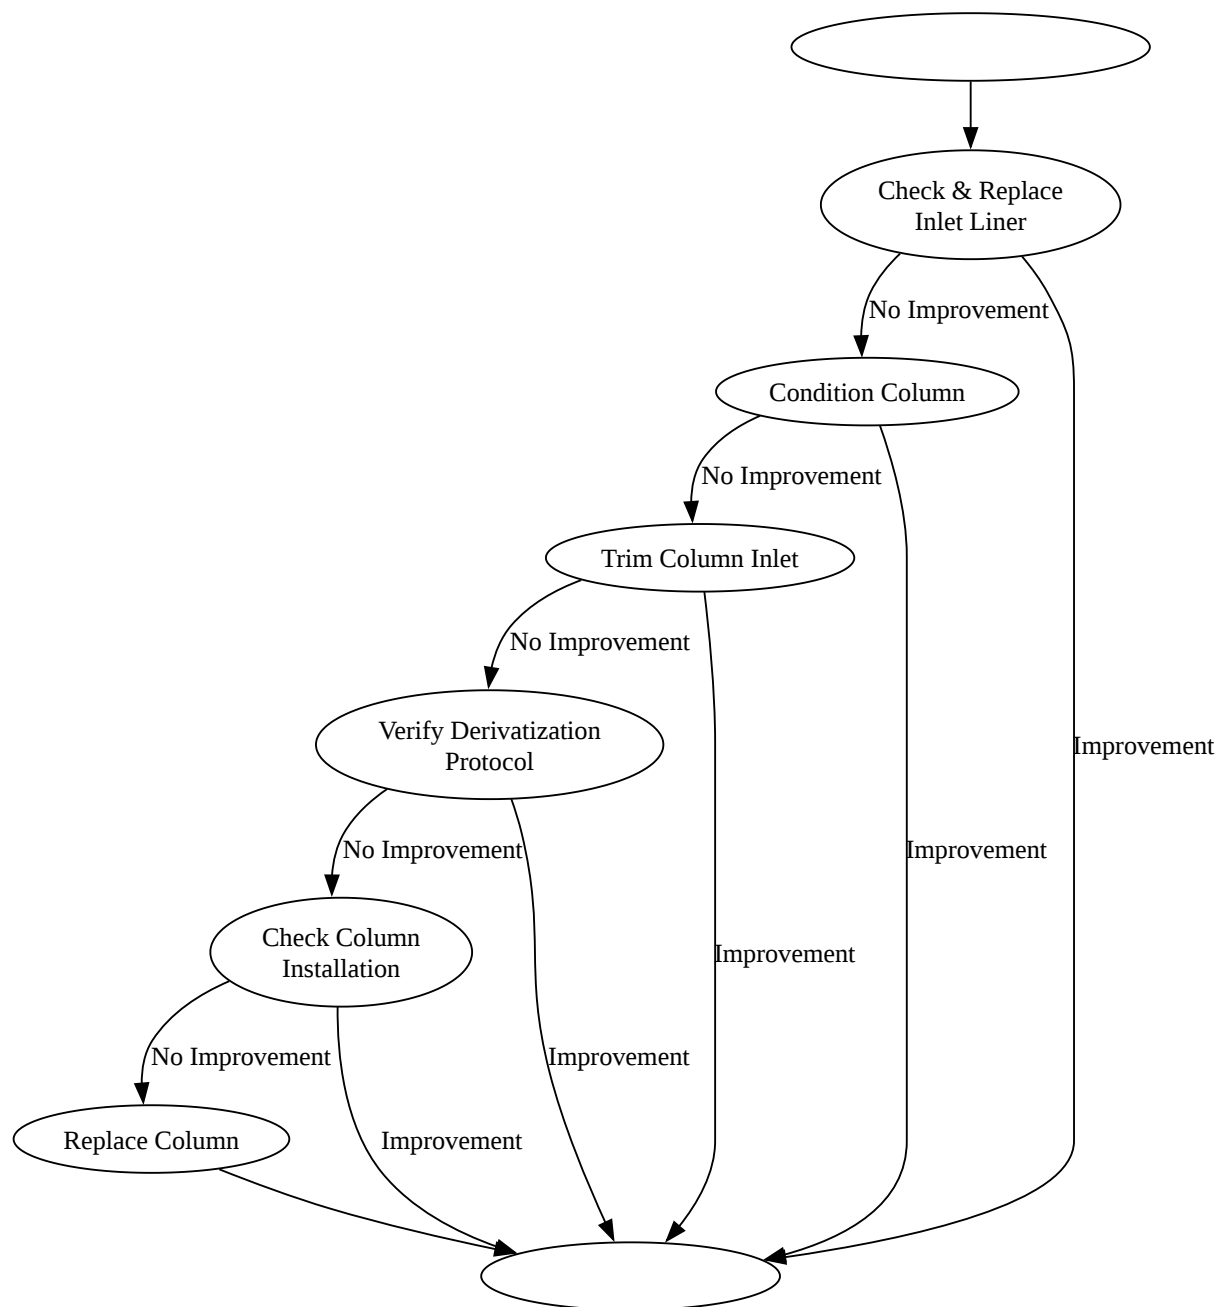 Check & Replace
Inlet Liner
No Improvement
Condition Column
No Improvement
Trim Column Inlet
No Improvement
Verify Derivatization
Protocol
Improvement
No Improvement
Improvement
Check Column
Installation
Improvement
No Improvement
Improvement
Replace Column
Improvement